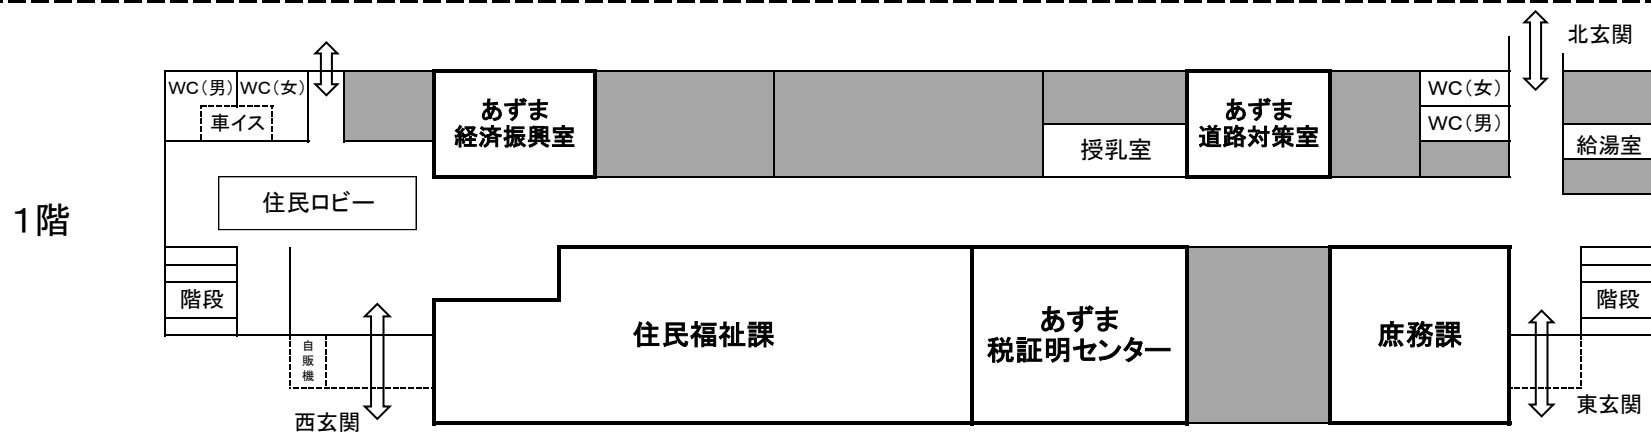 北玄関
WC（男）
WC（女）
車イス
あずま
経済振興室
授乳室
あずま
道路対策室
WC（女）
WC（男）
給湯室
住民ロビー
1階
階段
自販機
西玄関
住民福祉課
あずま
税証明センター
庶務課
階段
東玄関